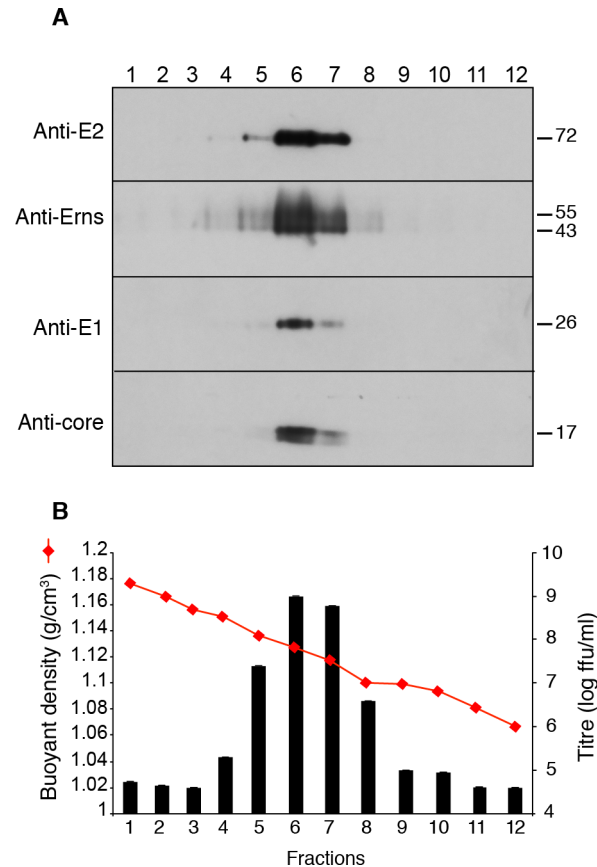 A
1 2 3 4 5 6 7 8 9 10 11 12
Anti-E2
72
Anti-Erns
55
43
Anti-E1
26
Anti-core
17
B
Buoyant density (g/cm³)
1.2
1.18
1.16
1.14
1.12
1.1
1.08
1.06
1.04
1.02
1
10
9
8
7
6
5
4
Titre (log ffu/ml)
1 2 3 4 5 6 7 8 9 10 11 12
Fractions